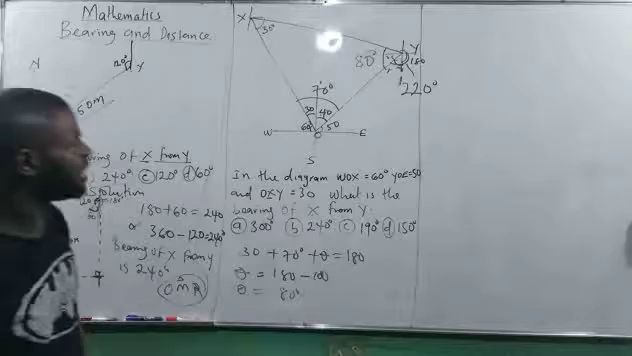 Mathematics
Bearing and Distance
N
120°
Y
50m
Bearing of X from Y
240° (c) 120° (d) 60°
Solution
180 + 60 = 240
or
360 - 120 = 240°
Bearing of X from Y
is 240°
X
30°
Y
80°
180
220°
70°
30 40
60 50
W O E
S
In the diagram WOX = 60° YOE = 50
and OXY = 30 What is the
bearing of X from Y.
(a) 300° (b) 240° (c) 190° (d) 150°
30 + 70° + θ = 180
θ = 180 - 100
θ = 80°